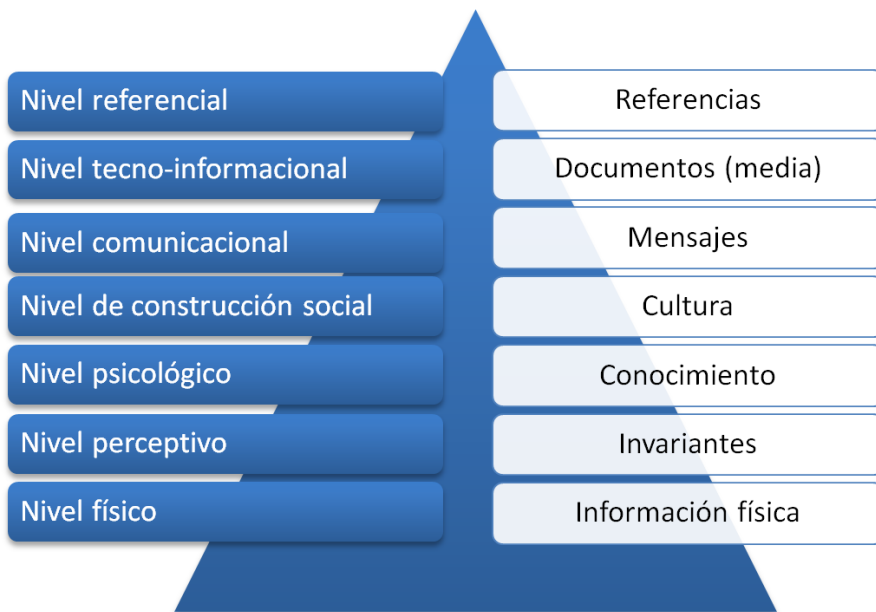 Nivel referencial
Referencias
Nivel tecno-informacional
Documentos (media)
Nivel comunicacional
Mensajes
Nivel de construcción social
Cultura
Nivel psicológico
Conocimiento
Nivel perceptivo
Invariantes
Nivel físico
Información física